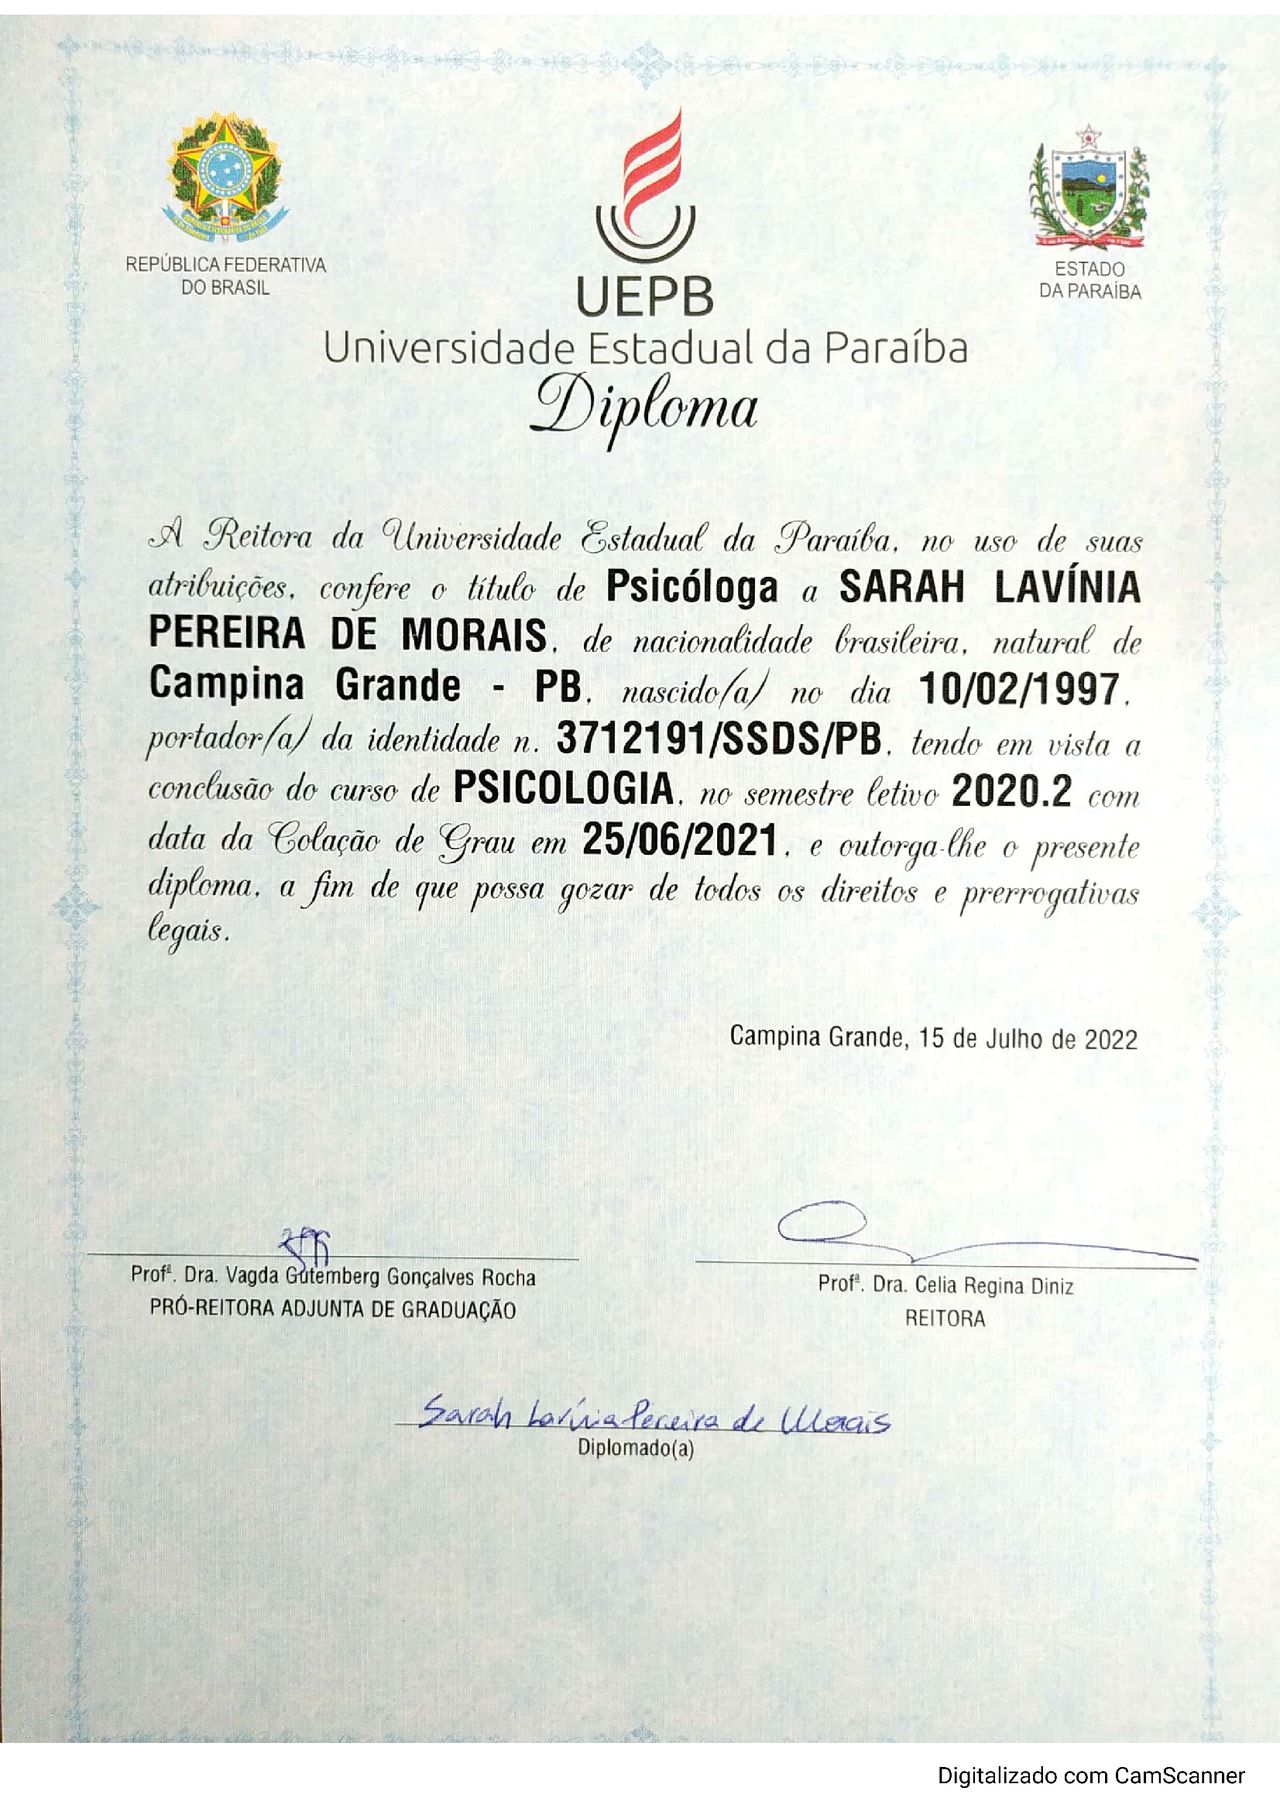 REPÚBLICA FEDERATIVA
DO BRASIL
UEPB
ESTADO
DA PARAÍBA
Universidade Estadual da Paraíba
Diploma
A Reitora da Universidade Estadual da Paraíba, no uso de suas
atribuições, confere o título de Psicóloga a SARAH LAVÍNIA
PEREIRA DE MORAIS, de nacionalidade brasileira, natural de
Campina Grande - PB, nascido/a/ no dia 10/02/1997,
portador/a/ da identidade n. 3712191/SSDS/PB, tendo em vista a
conclusão do curso de PSICOLOGIA, no semestre letivo 2020.2 com
data da Colação de Grau em 25/06/2021, e outorga-lhe o presente
diploma, a fim de que possa gozar de todos os direitos e prerrogativas
legais.
Campina Grande, 15 de Julho de 2022
Profª. Dra. Vagda Gutemberg Gonçalves Rocha
PRÓ-REITORA ADJUNTA DE GRADUAÇÃO
Profª. Dra. Celia Regina Diniz
REITORA
Sarah Lavínia Pereira de Morais
Diplomado(a)
Digitalizado com CamScanner